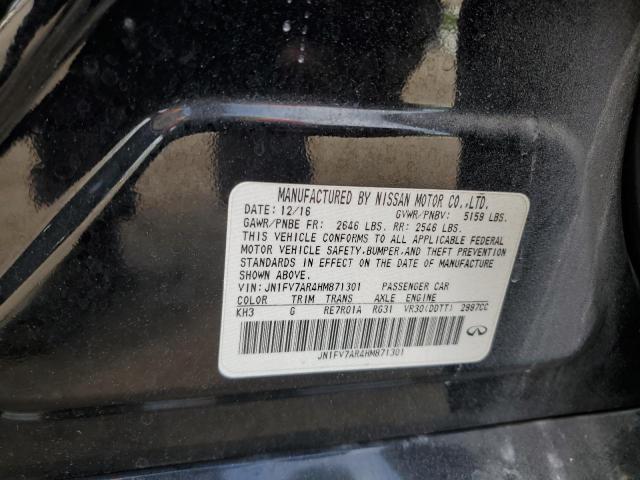 MANUFACTURED BY NISSAN MOTOR CO.,LTD.
DATE: 12/16 GVWR/PNBV: 5159 LBS.
GAWR/PNBE FR: 2646 LBS. RR: 2546 LBS.
THIS VEHICLE CONFORMS TO ALL APPLICABLE FEDERAL
MOTOR VEHICLE SAFETY,BUMPER,AND THEFT PREVENTION
STANDARDS IN EFFECT ON THE DATE OF MANUFACTURE
SHOWN ABOVE.
VIN:JN1FV7AR4HM871301 PASSENGER CAR
COLOR TRIM TRANS AXLE ENGINE
KH3 G RE7R01A RG31 VR30(DDTT) 2997CC
JN1FV7AR4HM871301